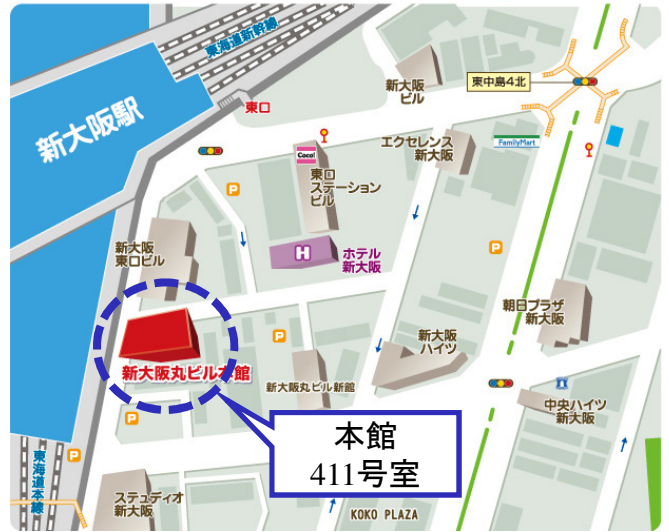 東海道新幹線
新大阪駅
東口
新大阪
ビル
東中島4北
Coco!
東口
ステーション
ビル
エクセレンス
新大阪
FamilyMart
P
H
ホテル
新大阪
新大阪
東口ビル
P
朝日プラザ
新大阪
新大阪丸ビル本館
P
新大阪丸ビル新館
新大阪
ハイツ
中央ハイツ
新大阪
P
P
本館
411号室
東海道本線
ステュディオ
新大阪
KOKO PLAZA